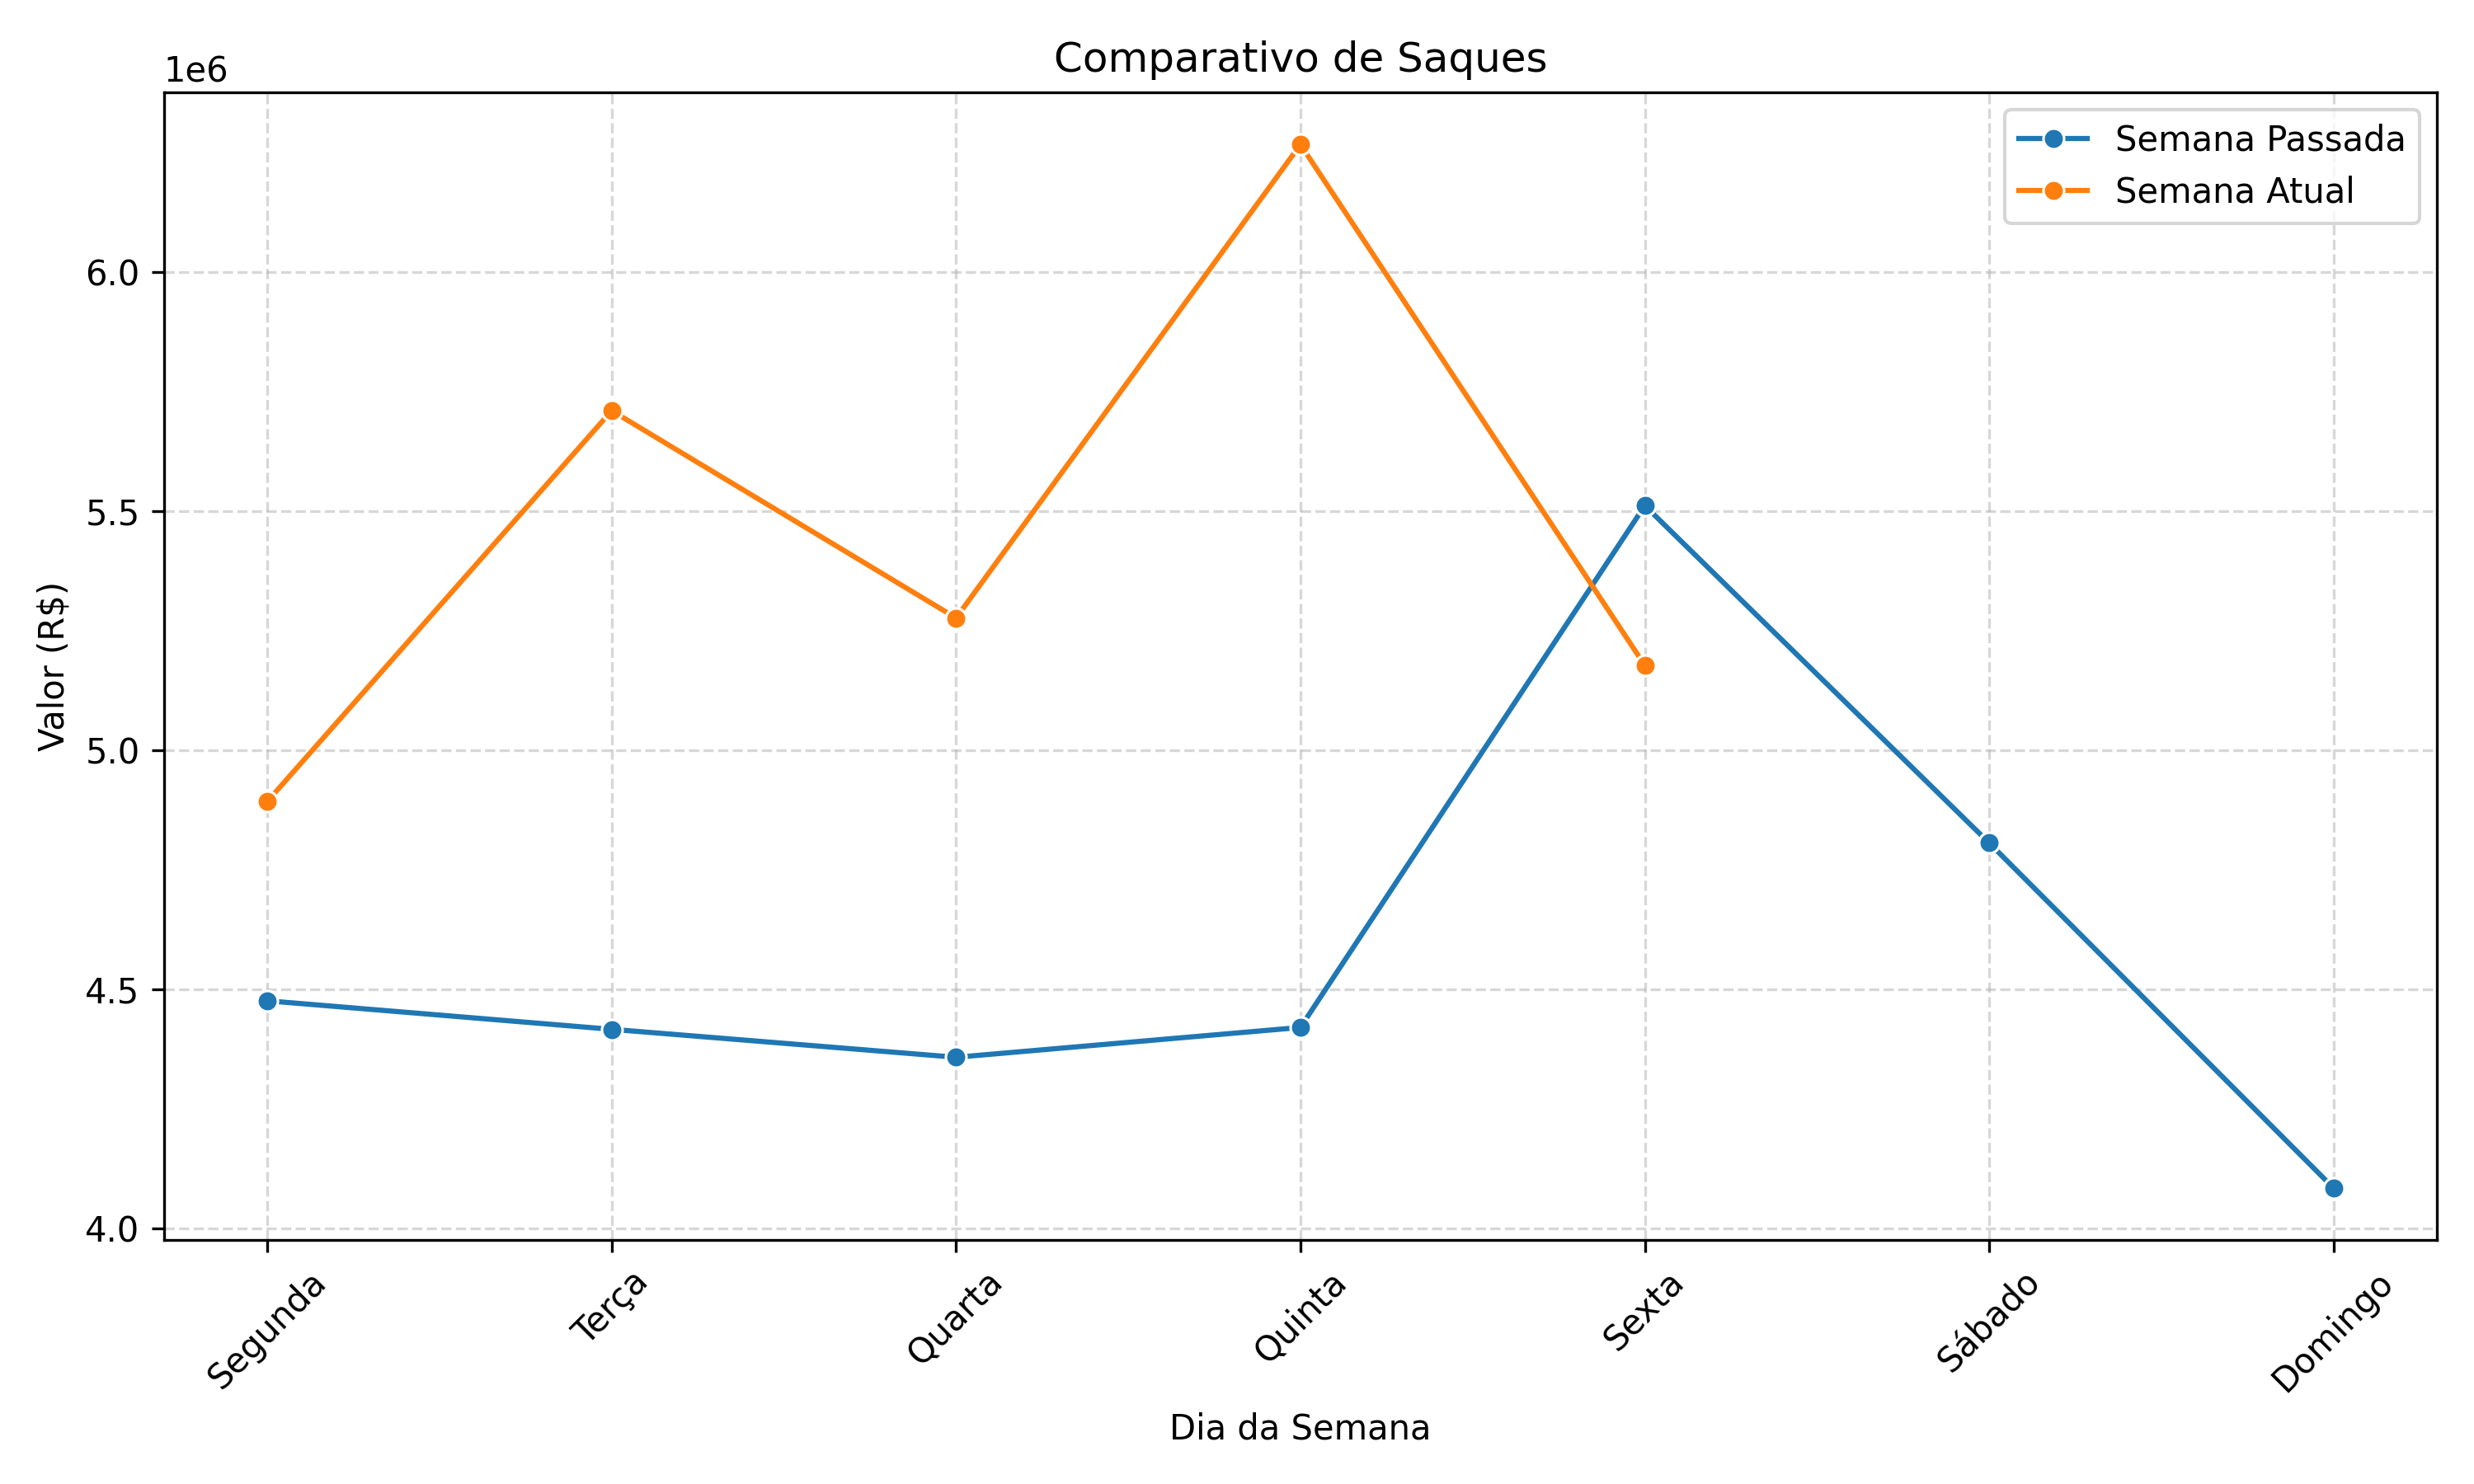 Comparativo de Saques
1e6
Semana Passada
Semana Atual
6.0
5.5
5.0
4.5
4.0
Valor (R$)
Segunda
Terça
Quarta
Quinta
Sexta
Sábado
Domingo
Dia da Semana